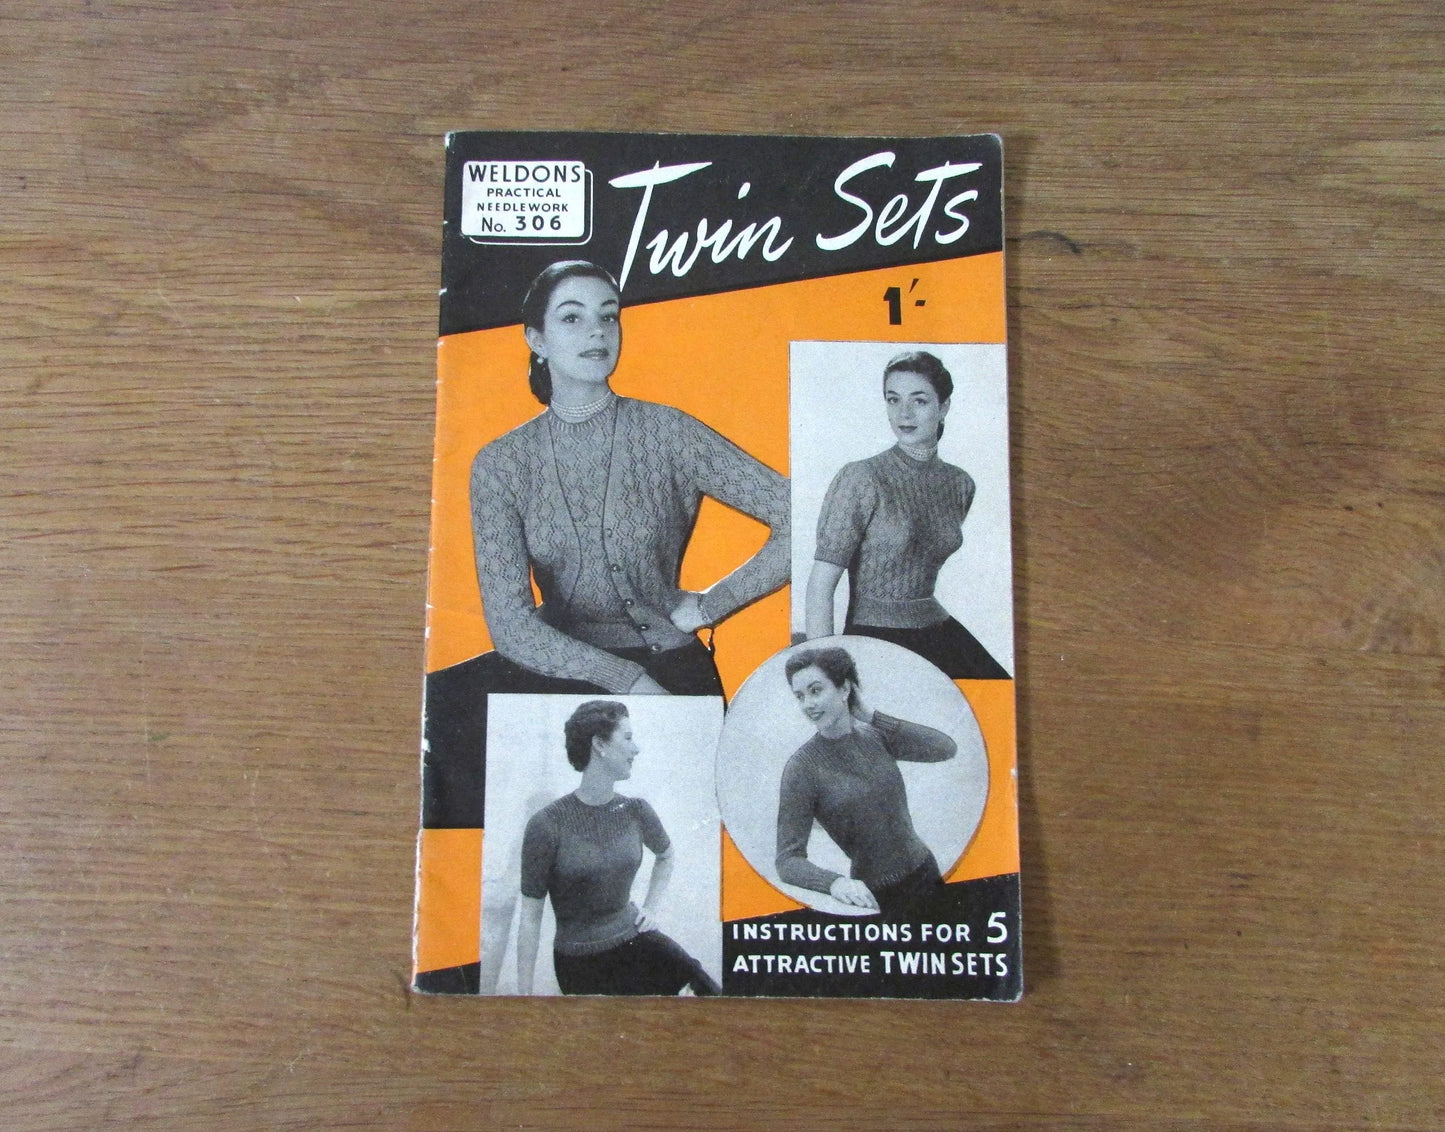 WELDONS
PRACTICAL
NEEDLEWORK
No. 306
Twin Sets
1'-
INSTRUCTIONS FOR 5
ATTRACTIVE TWIN SETS